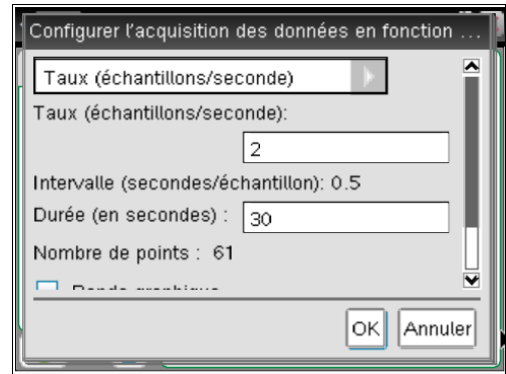 Configurer l'acquisition des données en fonction ...
Taux (échantillons/seconde)
Taux (échantillons/seconde):
2
Intervalle (secondes/échantillon): 0.5
Durée (en secondes) : 30
Nombre de points : 61
OK Annuler